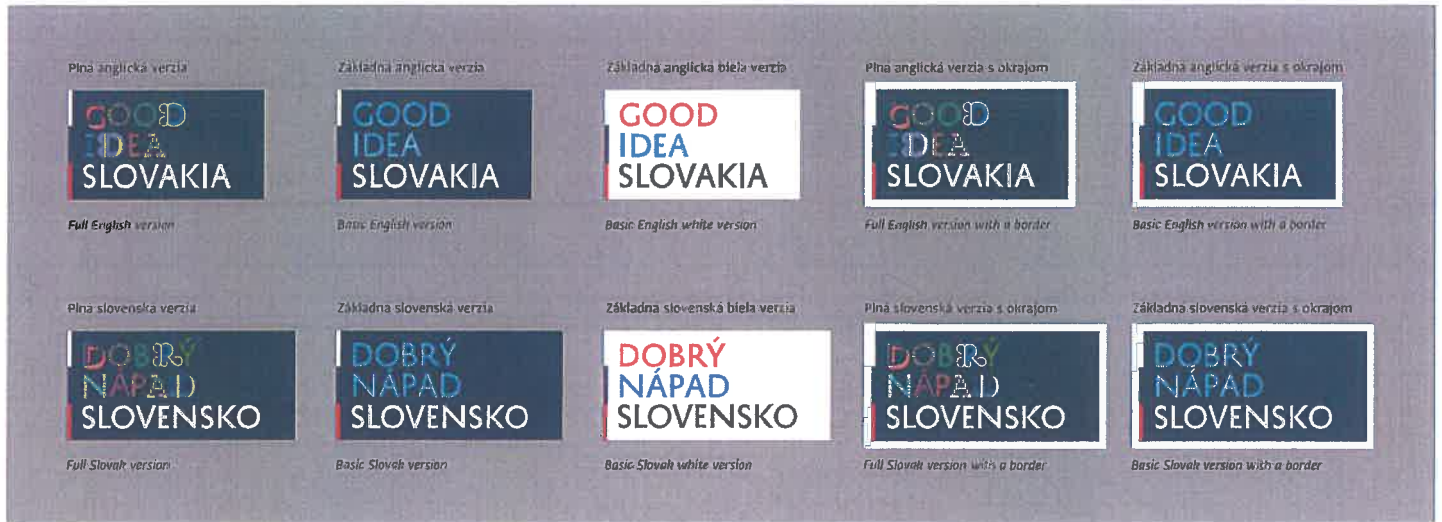 Plná anglická verzia
GOOD
IDEA
SLOVAKIA
Full English version
Základná anglická verzia
GOOD
IDEA
SLOVAKIA
Basic English version
Základná anglická biela verzia
GOOD
IDEA
SLOVAKIA
Basic English white version
Plná anglická verzia s okrajom
GOOD
IDEA
SLOVAKIA
Full English version with a border
Základná anglická verzia s okrajom
GOOD
IDEA
SLOVAKIA
Basic English version with a border
Plná slovenská verzia
DOBRÝ
NÁPAD
SLOVENSKO
Full Slovak version
Základná slovenská verzia
DOBRÝ
NÁPAD
SLOVENSKO
Basic Slovak version
Základná slovenská biela verzia
DOBRÝ
NÁPAD
SLOVENSKO
Basic Slovak white version
Plná slovenská verzia s okrajom
DOBRÝ
NÁPAD
SLOVENSKO
Full Slovak version with a border
Základná slovenská verzia s okrajom
DOBRÝ
NÁPAD
SLOVENSKO
Basic Slovak version with a border